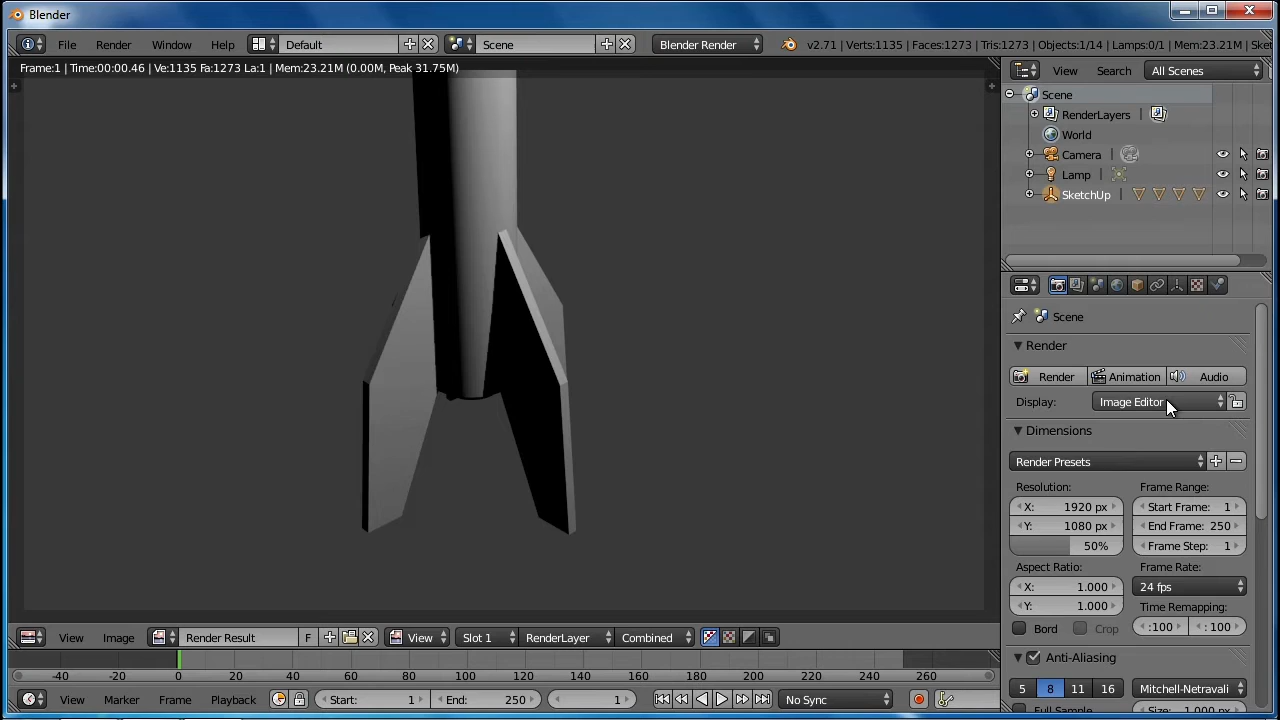 Blender
File Render Window Help Default Scene Blender Render v2.71 | Verts:1135 | Faces:1273 | Tris:1273 | Objects:1/14 | Lamps:0/1 | Mem:23.21M | Sket
Frame:1 | Time:00:00.46 | Ve:1135 Fa:1273 La:1 | Mem:23.21M (0.00M, Peak 31.75M)
View Search All Scenes
Scene
RenderLayers
World
Camera
Lamp
SketchUp
Scene
Render
Render Animation Audio
Display: Image Editor
Dimensions
Render Presets
Resolution: Frame Range:
X: 1920 px Start Frame: 1
Y: 1080 px End Frame: 250
50% Frame Step: 1
Aspect Ratio: Frame Rate:
X: 1.000 24 fps
Y: 1.000 Time Remapping:
Bord Crop :100 : 100
Anti-Aliasing
5 8 11 16 Mitchell-Netravali
Full Sample Size: 1.000 px
View Image Render Result F View Slot 1 RenderLayer Combined
-40 -20 0 20 40 60 80 100 120 140 160 180 200 220 240 260
View Marker Frame Playback Start: 1 End: 250 1 No Sync